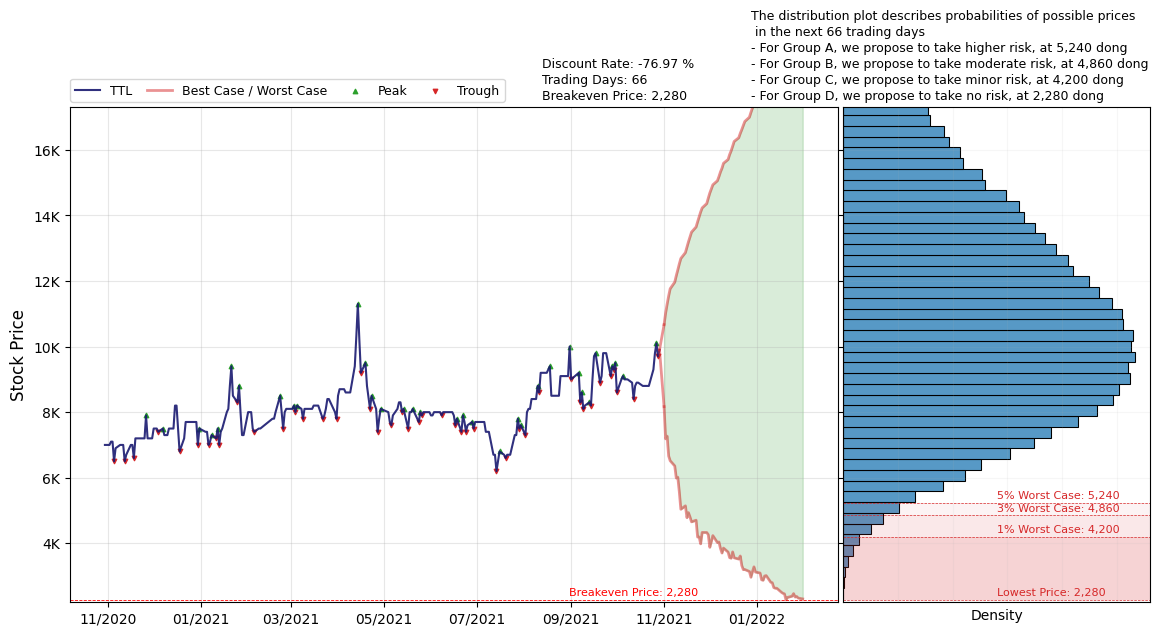 The distribution plot describes probabilities of possible prices
in the next 66 trading days
- For Group A, we propose to take higher risk, at 5,240 dong
- For Group B, we propose to take moderate risk, at 4,860 dong
- For Group C, we propose to take minor risk, at 4,200 dong
- For Group D, we propose to take no risk, at 2,280 dong
Discount Rate: -76.97 %
Trading Days: 66
Breakeven Price: 2,280
TTL
Best Case / Worst Case
Peak
Trough
Stock Price
16K
14K
12K
10K
8K
6K
4K
Breakeven Price: 2,280
11/2020
01/2021
03/2021
05/2021
07/2021
09/2021
11/2021
01/2022
5% Worst Case: 5,240
3% Worst Case: 4,860
1% Worst Case: 4,200
Lowest Price: 2,280
Density